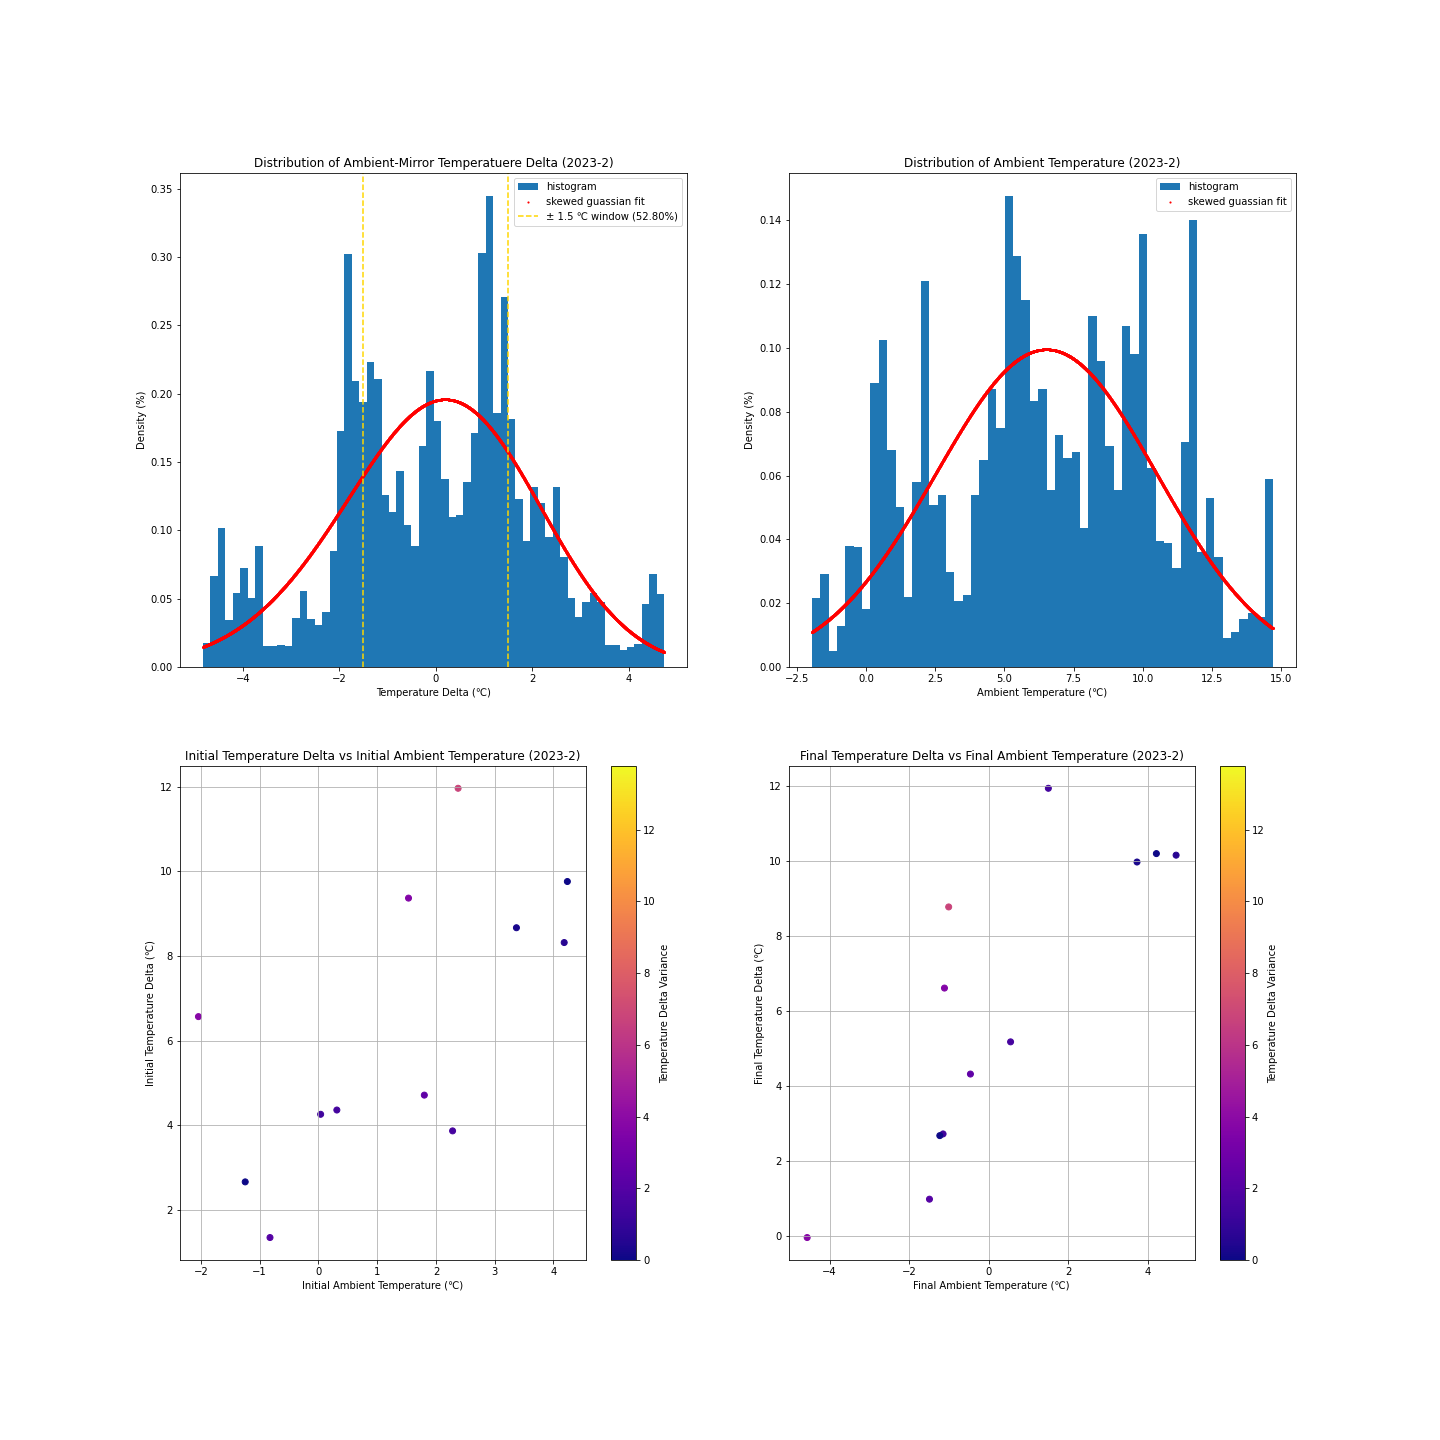 Distribution of Ambient-Mirror Temperatuere Delta (2023-2)
histogram
skewed guassian fit
± 1.5 ℃ window (52.80%)
Density (%)
0.35
0.30
0.25
0.20
0.15
0.10
0.05
0.00
−4 −2 0 2 4
Temperature Delta (℃)
Distribution of Ambient Temperature (2023-2)
histogram
skewed guassian fit
Density (%)
0.14
0.12
0.10
0.08
0.06
0.04
0.02
0.00
−2.5 0.0 2.5 5.0 7.5 10.0 12.5 15.0
Ambient Temperature (℃)
Initial Temperature Delta vs Initial Ambient Temperature (2023-2)
Initial Temperature Delta (℃)
12
10
8
6
4
2
−2 −1 0 1 2 3 4
Initial Ambient Temperature (℃)
12
10
8
6
4
2
0
Temperature Delta Variance
Final Temperature Delta vs Final Ambient Temperature (2023-2)
Final Temperature Delta (℃)
12
10
8
6
4
2
0
−4 −2 0 2 4
Final Ambient Temperature (℃)
12
10
8
6
4
2
0
Temperature Delta Variance